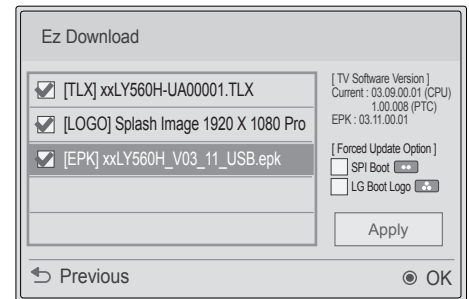 Ez Download
[TLX] xxLY560H-UA00001.TLX
[LOGO] Splash Image 1920 X 1080 Pro
[EPK] xxLY560H_V03_11_USB.epk
[ TV Software Version ]
Current : 03.09.00.01 (CPU)
1.00.008 (PTC)
EPK : 03.11.00.01
[ Forced Update Option ]
SPI Boot
LG Boot Logo
Apply
Previous
OK